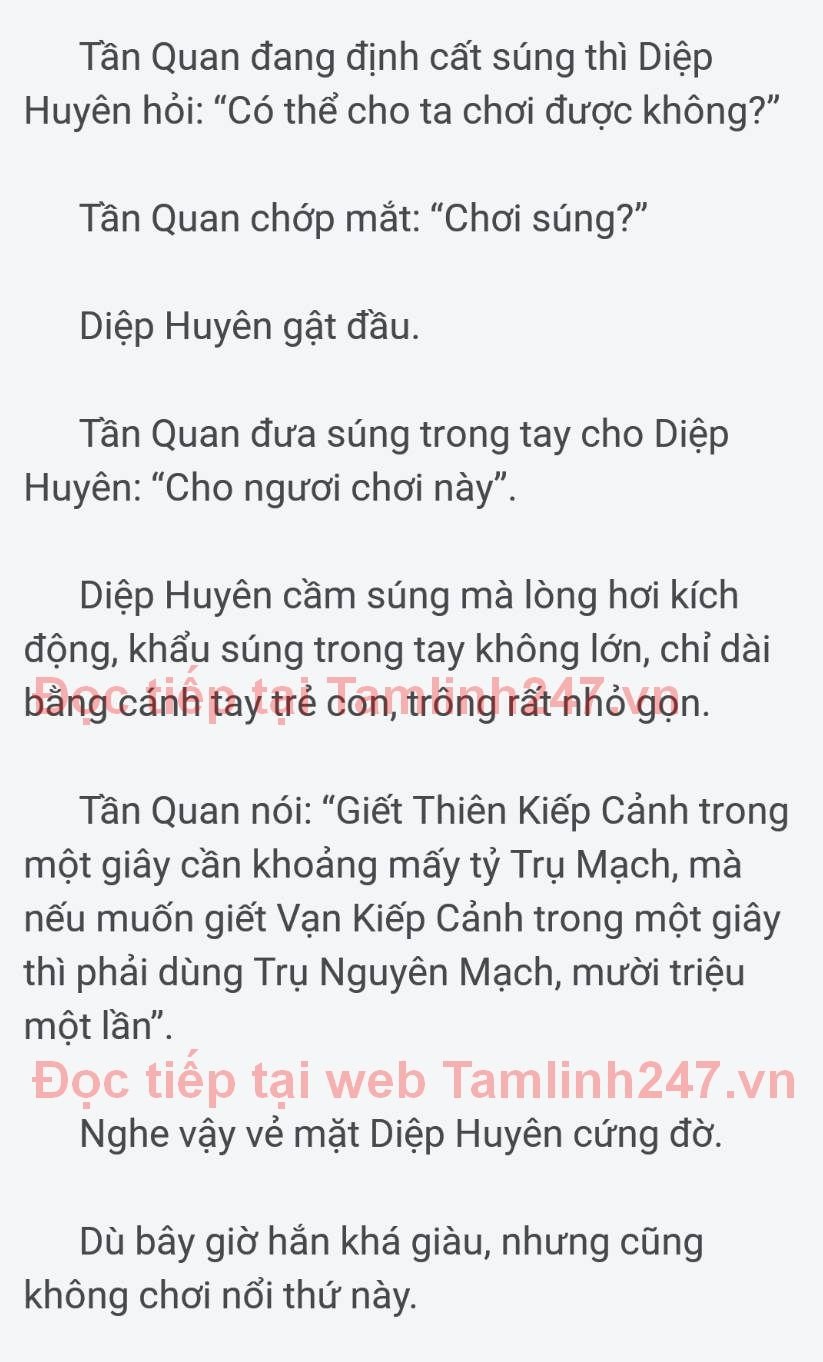 Tần Quan đang định cất súng thì Diệp
Huyên hỏi: “Có thể cho ta chơi được không?”
Tần Quan chớp mắt: “Chơi súng?”
Diệp Huyên gật đầu.
Tần Quan đưa súng trong tay cho Diệp
Huyên: “Cho ngươi chơi này”.
Diệp Huyên cầm súng mà lòng hơi kích
động, khẩu súng trong tay không lớn, chỉ dài
Đọc tiếp tại Tamlinh247.vn
bằng cánh tay trẻ con, trông rất nhỏ gọn.
Tần Quan nói: “Giết Thiên Kiếp Cảnh trong
một giây cần khoảng mấy tỷ Trụ Mạch, mà
nếu muốn giết Vạn Kiếp Cảnh trong một giây
thì phải dùng Trụ Nguyên Mạch, mười triệu
một lần”.
Đọc tiếp tại web Tamlinh247.vn
Nghe vậy vẻ mặt Diệp Huyên cứng đờ.
Dù bây giờ hắn khá giàu, nhưng cũng
không chơi nổi thứ này.